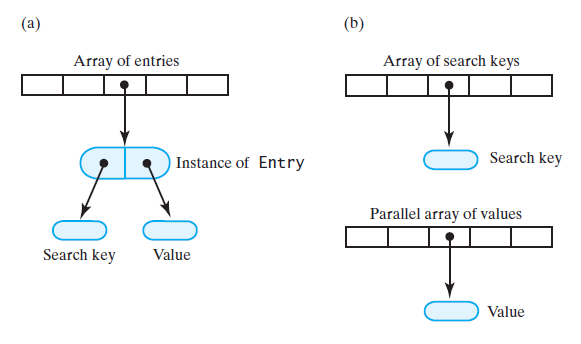 (a)
Array of entries
Instance of Entry
Search key
Value
(b)
Array of search keys
Search key
Parallel array of values
Value